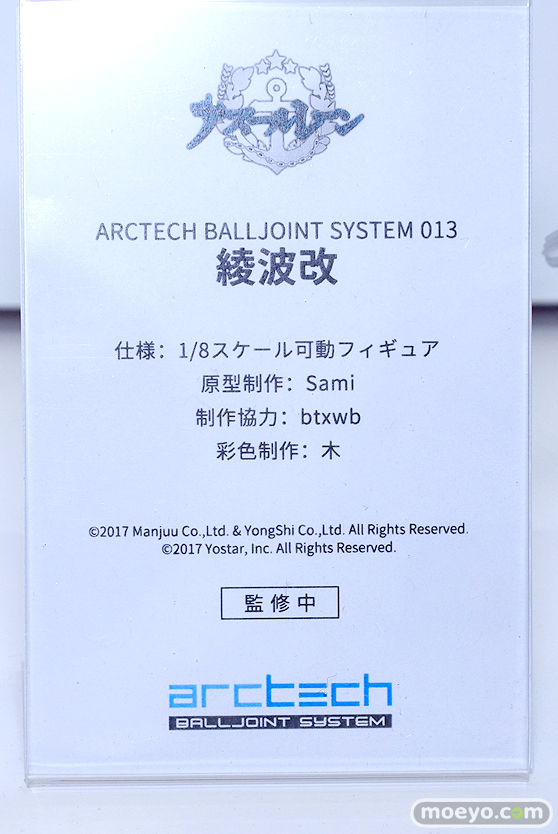 アズールレーン
ARCTECH BALLJOINT SYSTEM 013
綾波改
仕様：1/8スケール可動フィギュア
原型制作：Sami
制作協力：btxwb
彩色制作：木
©2017 Manjuu Co.,Ltd. & YongShi Co.,Ltd. All Rights Reserved.
©2017 Yostar, Inc. All Rights Reserved.
監修中
arctech
BALLJOINT SYSTEM
moeyo.com